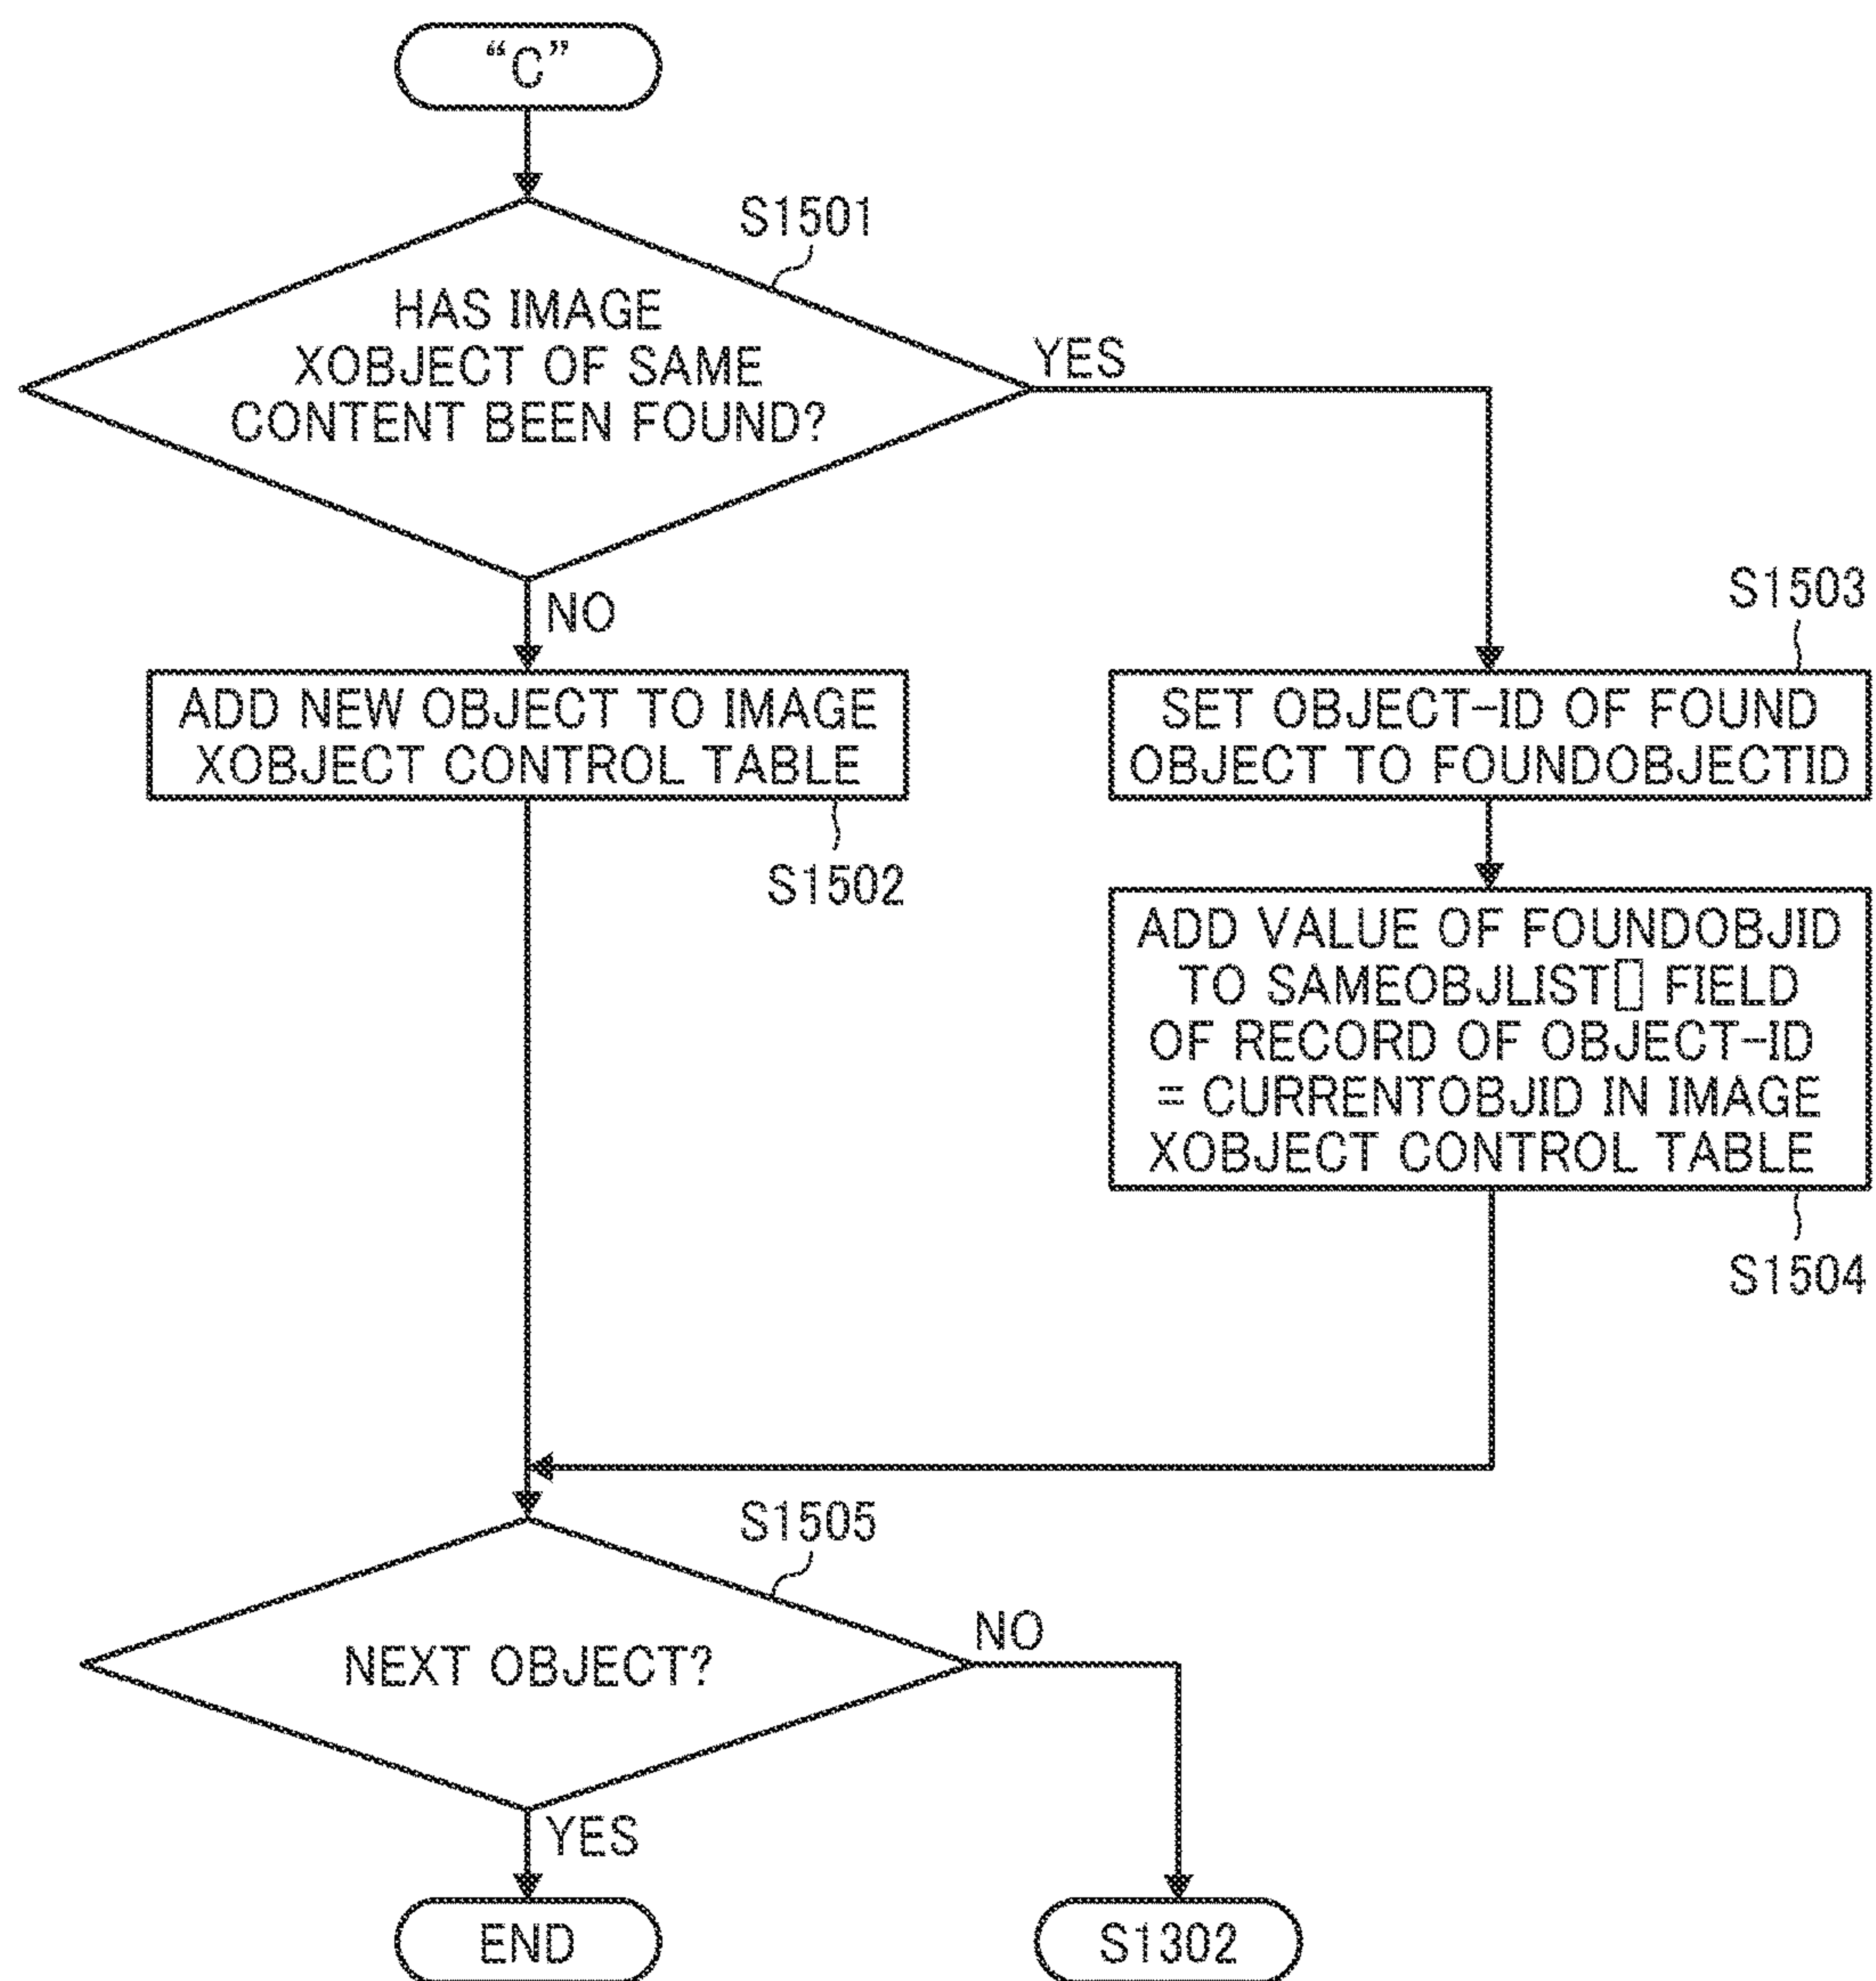 “C”
S1501
HAS IMAGE
XOBJECT OF SAME
CONTENT BEEN FOUND?
YES
NO
S1503
ADD NEW OBJECT TO IMAGE
XOBJECT CONTROL TABLE
S1502
SET OBJECT-ID OF FOUND
OBJECT TO FOUNDOBJECTID
ADD VALUE OF FOUNDOBJID
TO SAMEOBJLIST[] FIELD
OF RECORD OF OBJECT-ID
= CURRENTOBJID IN IMAGE
XOBJECT CONTROL TABLE
S1504
S1505
NEXT OBJECT?
NO
YES
END
S1302